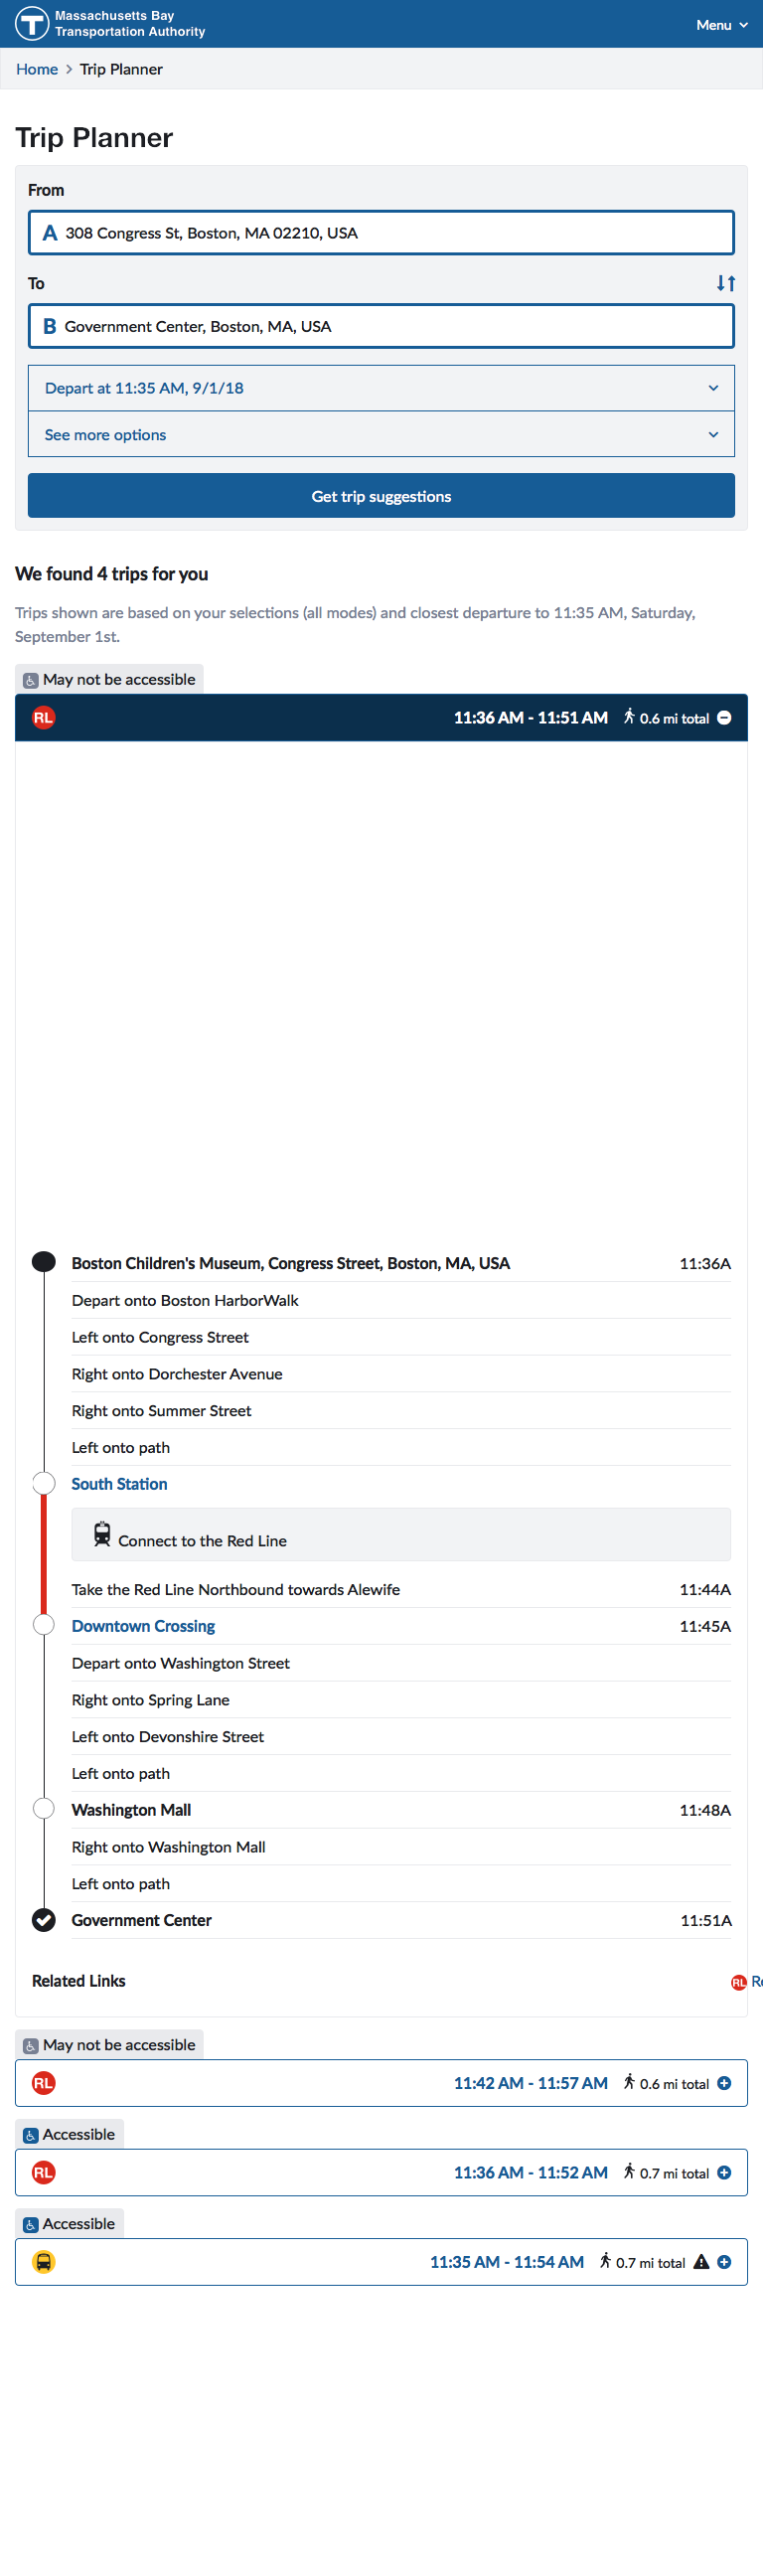 Massachusetts Bay
Transportation Authority
Menu
Home > Trip Planner
Trip Planner
From
A 308 Congress St, Boston, MA 02210, USA
To
B Government Center, Boston, MA, USA
Depart at 11:35 AM, 9/1/18
See more options
Get trip suggestions
We found 4 trips for you
Trips shown are based on your selections (all modes) and closest departure to 11:35 AM, Saturday,
September 1st.
May not be accessible
RL 11:36 AM - 11:51 AM 0.6 mi total
Boston Children's Museum, Congress Street, Boston, MA, USA 11:36A
Depart onto Boston HarborWalk
Left onto Congress Street
Right onto Dorchester Avenue
Right onto Summer Street
Left onto path
South Station
Connect to the Red Line
Take the Red Line Northbound towards Alewife 11:44A
Downtown Crossing 11:45A
Depart onto Washington Street
Right onto Spring Lane
Left onto Devonshire Street
Left onto path
Washington Mall 11:48A
Right onto Washington Mall
Left onto path
Government Center 11:51A
Related Links RL
May not be accessible
RL 11:42 AM - 11:57 AM 0.6 mi total
Accessible
RL 11:36 AM - 11:52 AM 0.7 mi total
Accessible
11:35 AM - 11:54 AM 0.7 mi total